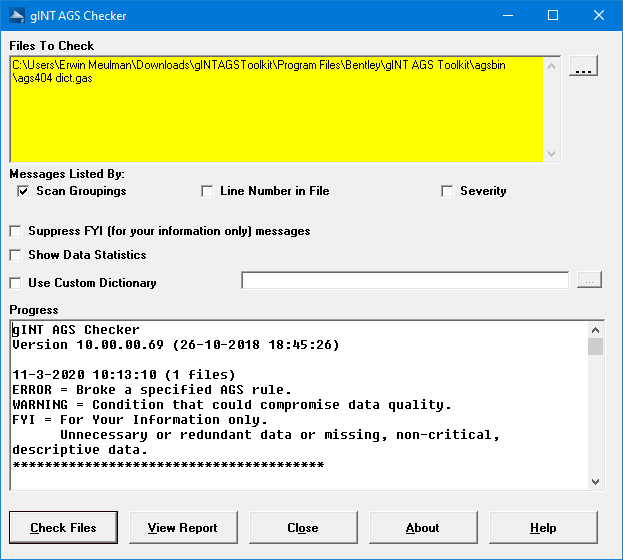 gINT AGS Checker
Files To Check
C:\Users\Erwin Meulman\Downloads\gINTAGSToolkit\Program Files\Bentley\gINT AGS Toolkit\agsbin
\ags404 dict.gas
...
Messages Listed By:
Scan Groupings
Line Number in File
Severity
Suppress FYI (for your information only) messages
Show Data Statistics
Use Custom Dictionary
...
Progress
gINT AGS Checker
Version 10.00.00.69 (26-10-2018 18:45:26)
11-3-2020 10:13:10 (1 files)
ERROR = Broke a specified AGS rule.
WARNING = Condition that could compromise data quality.
FYI = For Your Information only.
Unnecessary or redundant data or missing, non-critical,
descriptive data.
***************************************
Check Files
View Report
Close
About
Help